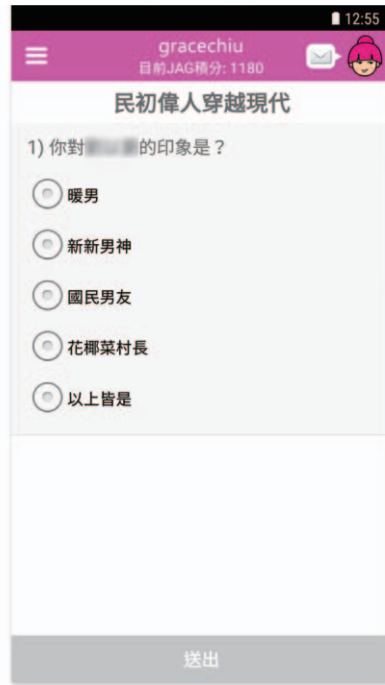 12:55
gracechiu
目前JAG積分: 1180
民初偉人穿越現代
1) 你對 的印象是？
暖男
新新男神
國民男友
花椰菜村長
以上皆是
送出